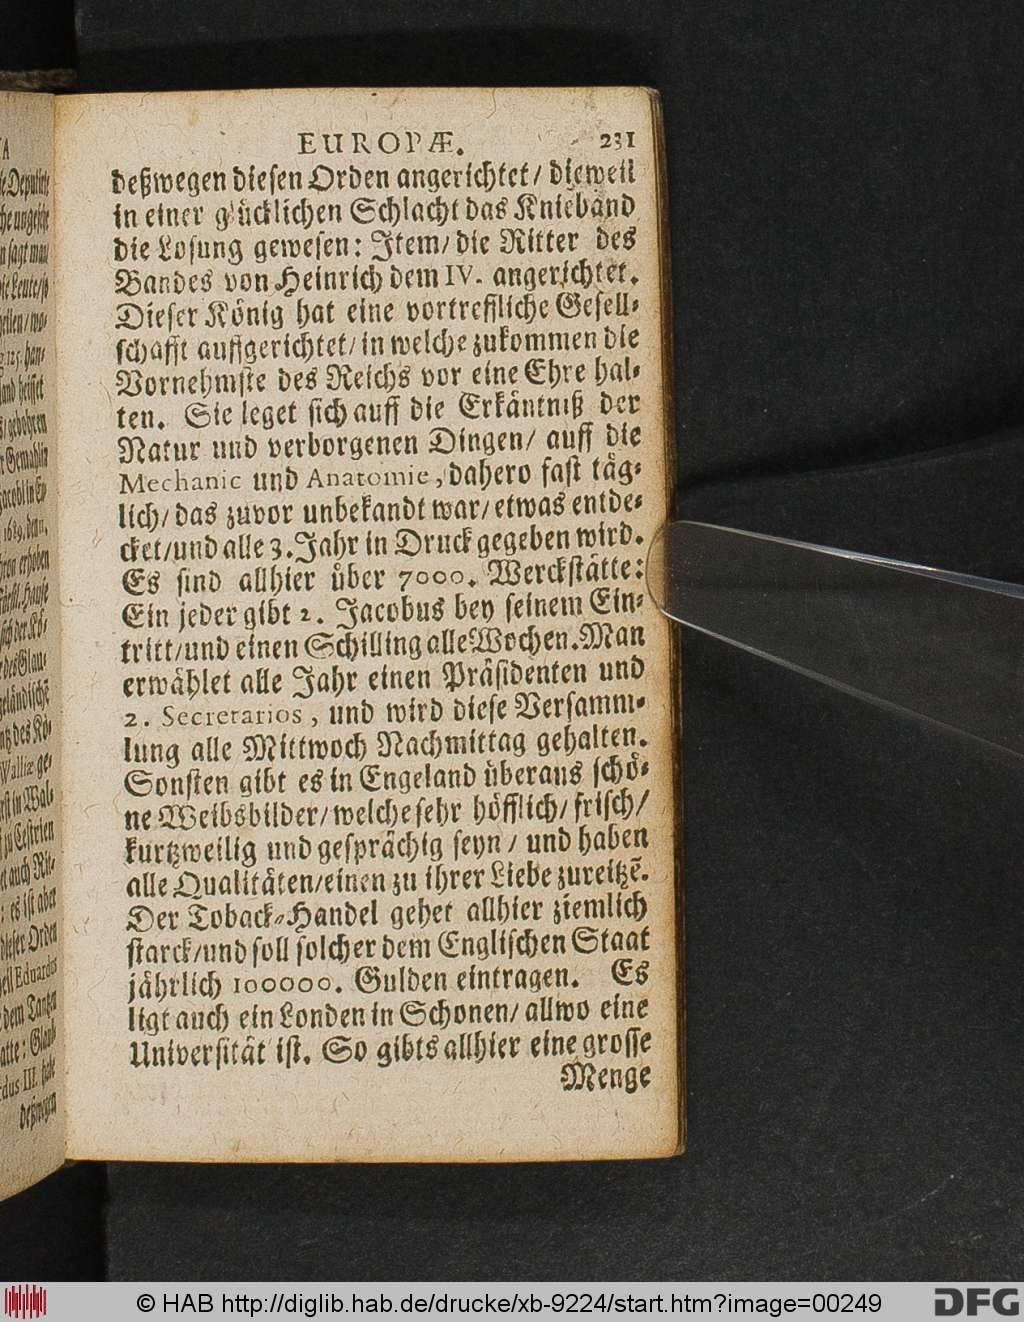 EUROPÆ. 231
deßwegen diesen Orden angerichtet/ dieweil
in einer glücklichen Schlacht das Knieband
die Losung gewesen: Item/ die Ritter des
Bandes von Heinrich dem IV. angerichtet.
Dieser König hat eine vortreffliche Gesell-
schafft auffgerichtet/ in welche zukommen die
Vornehmste des Reichs vor eine Ehre hal-
ten. Sie leget sich auff die Erkäntniß der
Natur und verborgenen Dingen/ auff die
Mechanic und Anatomie, dahero fast täg-
lich/ das zuvor unbekandt war/ etwas entde-
cket/ und alle 3. Jahr in Druck gegeben wird.
Es sind allhier über 7000. Werckstätte:
Ein jeder gibt 2. Jacobus bey seinem Ein-
tritt/ und einen Schilling alle Wochen. Man
erwählet alle Jahr einen Präsidenten und
2. Secretarios, und wird diese Versamm-
lung alle Mittwoch Nachmittag gehalten.
Sonsten gibt es in Engeland überaus schö-
ne Weibsbilder/ welche sehr höfflich/ frisch/
kurtzweilig und gesprächig seyn/ und haben
alle Qualitäten/ einen zu ihrer Liebe zureitzẽ.
Der Toback-Handel gehet allhier ziemlich
starck/ und soll solcher dem Englischen Staat
jährlich 100000. Gulden eintragen. Es
ligt auch ein Londen in Schonen/ allwo eine
Universität ist. So gibts allhier eine grosse
Menge
© HAB http://diglib.hab.de/drucke/xb-9224/start.htm?image=00249
DFG